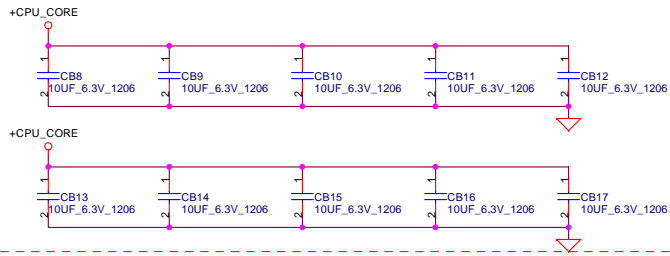 +CPU_CORE
1 1 1 1 1
CB8 CB9 CB10 CB11 CB12
10UF_6.3V_1206 10UF_6.3V_1206 10UF_6.3V_1206 10UF_6.3V_1206 10UF_6.3V_1206
2 2 2 2 2
+CPU_CORE
1 1 1 1 1
CB13 CB14 CB15 CB16 CB17
10UF_6.3V_1206 10UF_6.3V_1206 10UF_6.3V_1206 10UF_6.3V_1206 10UF_6.3V_1206
2 2 2 2 2